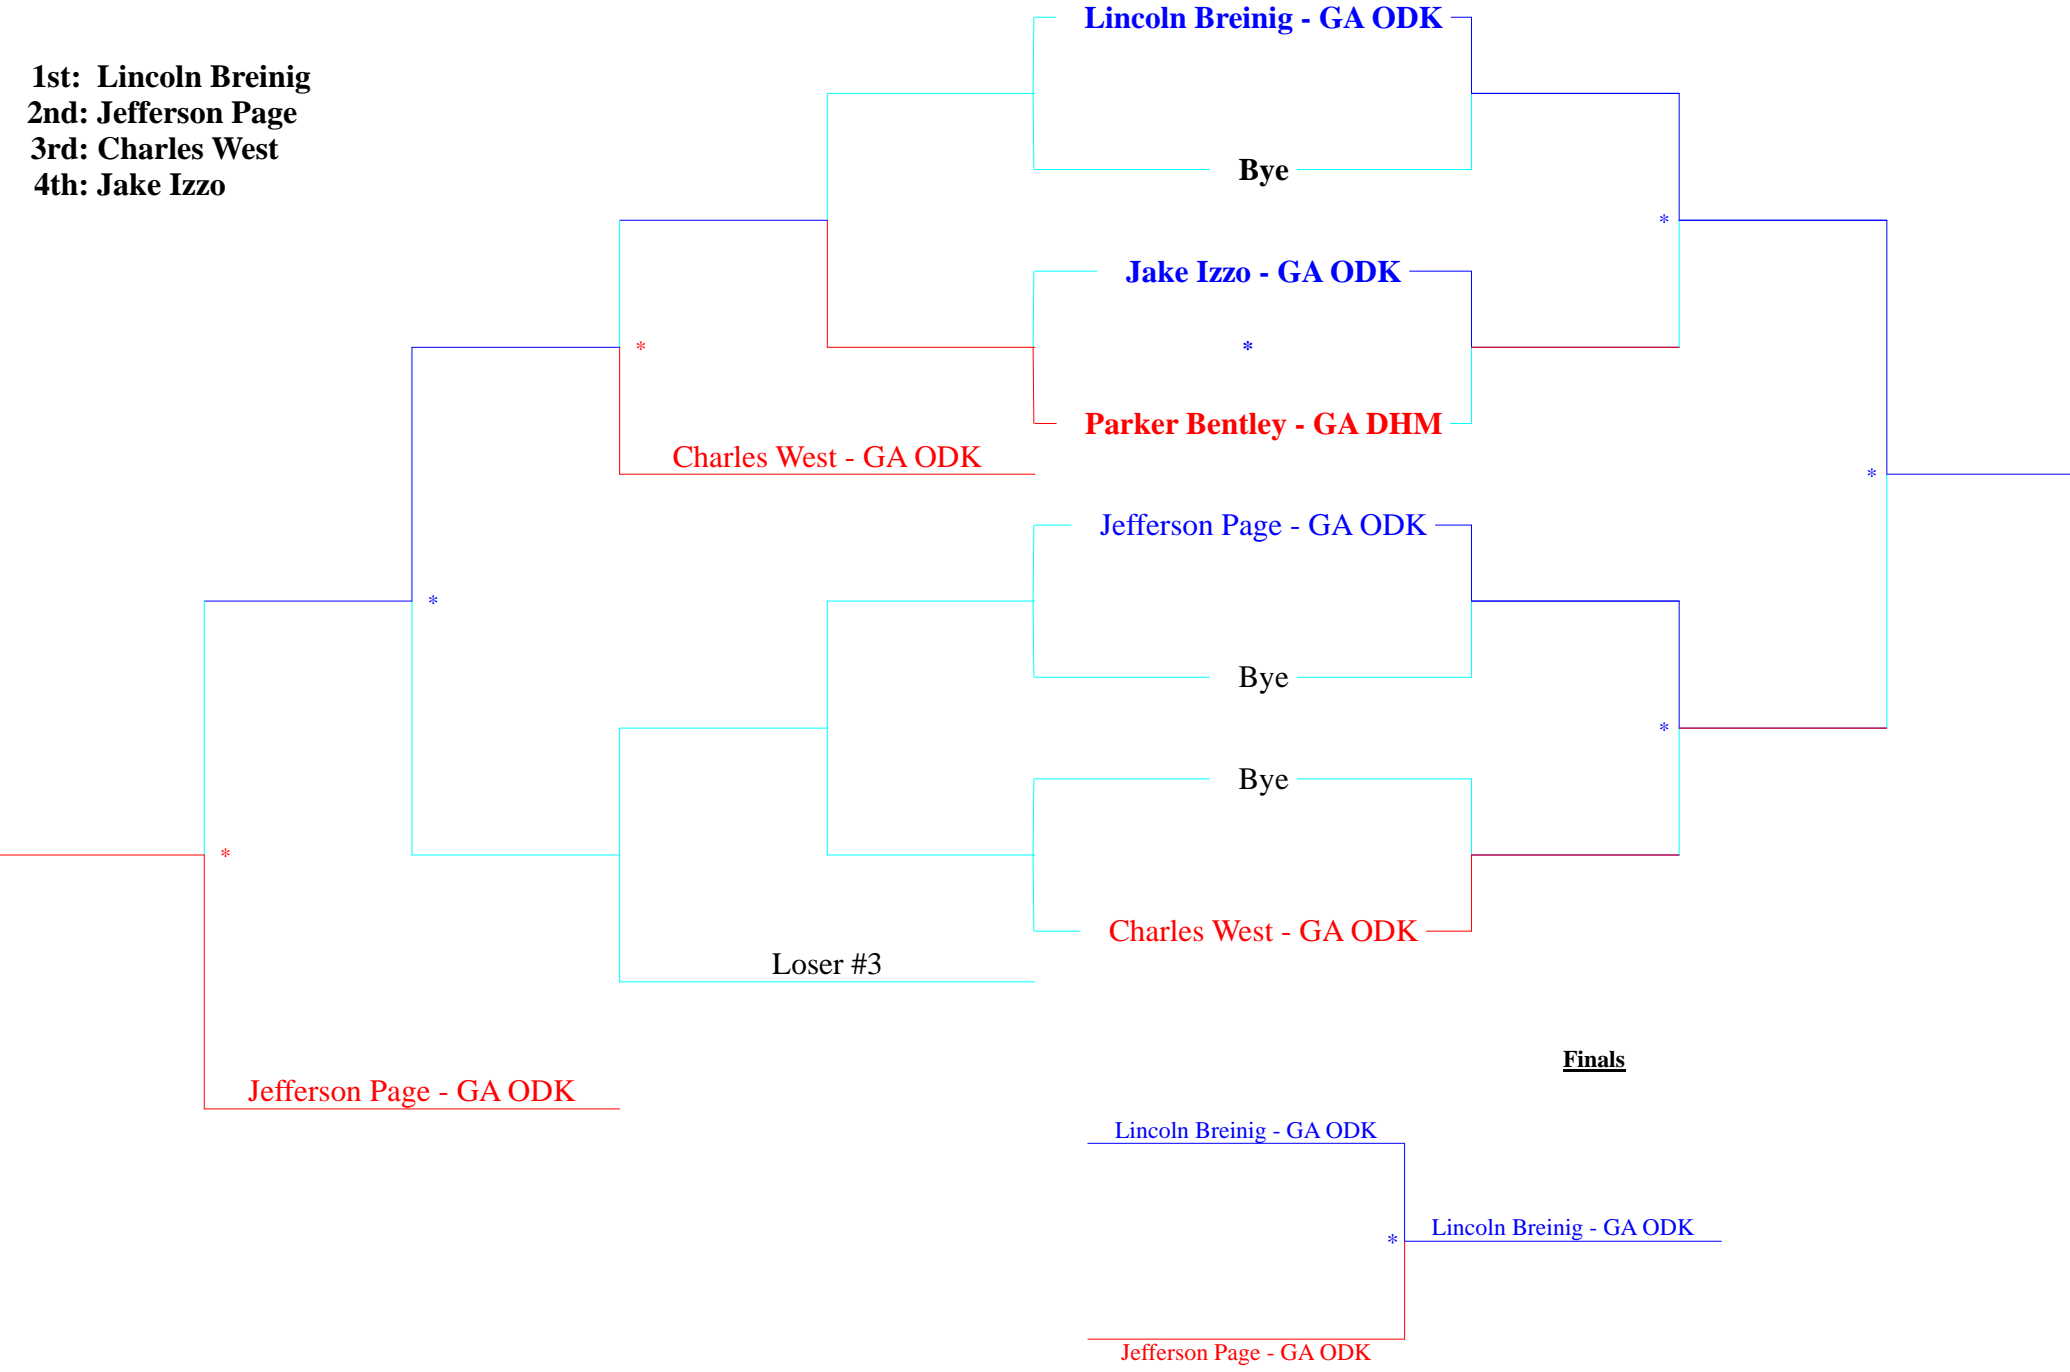 Lincoln Breinig - GA ODK
1st: Lincoln Breinig
2nd: Jefferson Page
3rd: Charles West
4th: Jake Izzo
Bye
*
Jake Izzo - GA ODK
*
*
Parker Bentley - GA DHM
Charles West - GA ODK
*
Jefferson Page - GA ODK
*
Bye
*
Bye
*
Charles West - GA ODK
Loser #3
Finals
Jefferson Page - GA ODK
Lincoln Breinig - GA ODK
*
Lincoln Breinig - GA ODK
Jefferson Page - GA ODK